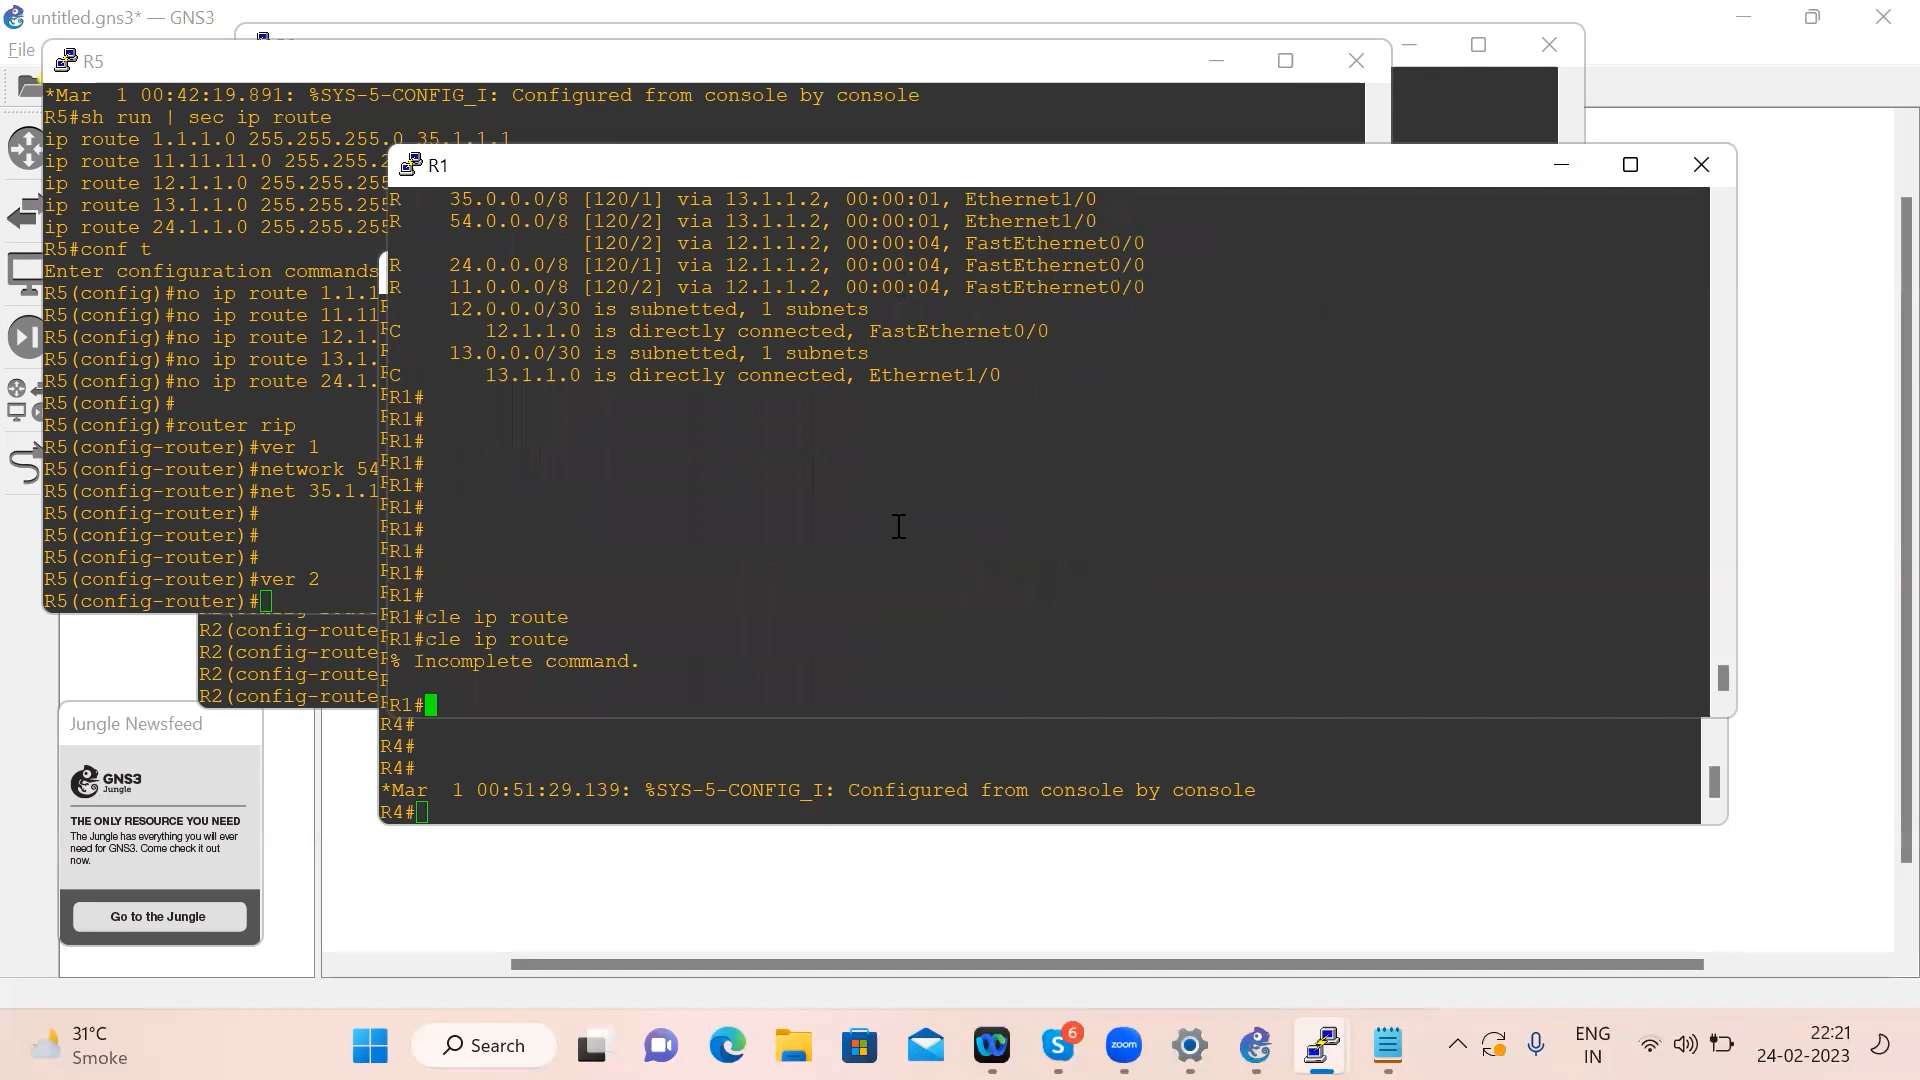 untitled.gns3* — GNS3
File
R5
*Mar  1 00:42:19.891: %SYS-5-CONFIG_I: Configured from console by console
R5#sh run | sec ip route
ip route 1.1.1.0 255.255.255.0 35.1.1.1
ip route 11.11.11.0 255.255.2
ip route 12.1.1.0 255.255.255
ip route 13.1.1.0 255.255.255
ip route 24.1.1.0 255.255.255
R5#conf t
Enter configuration commands
R5(config)#no ip route 1.1.1
R5(config)#no ip route 11.11
R5(config)#no ip route 12.1.
R5(config)#no ip route 13.1.
R5(config)#no ip route 24.1.
R5(config)#
R5(config)#router rip
R5(config-router)#ver 1
R5(config-router)#network 54
R5(config-router)#net 35.1.1
R5(config-router)#
R5(config-router)#
R5(config-router)#
R5(config-router)#ver 2
R5(config-router)#
R2(config-route
R2(config-route
R2(config-route
R2(config-route
R1
R    35.0.0.0/8 [120/1] via 13.1.1.2, 00:00:01, Ethernet1/0
R    54.0.0.0/8 [120/2] via 13.1.1.2, 00:00:01, Ethernet1/0
[120/2] via 12.1.1.2, 00:00:04, FastEthernet0/0
R    24.0.0.0/8 [120/1] via 12.1.1.2, 00:00:04, FastEthernet0/0
R    11.0.0.0/8 [120/2] via 12.1.1.2, 00:00:04, FastEthernet0/0
12.0.0.0/30 is subnetted, 1 subnets
C       12.1.1.0 is directly connected, FastEthernet0/0
13.0.0.0/30 is subnetted, 1 subnets
C       13.1.1.0 is directly connected, Ethernet1/0
R1#
R1#
R1#
R1#
R1#
R1#
R1#
R1#
R1#
R1#
R1#cle ip route
R1#cle ip route
% Incomplete command.
R1#
R4#
R4#
R4#
*Mar  1 00:51:29.139: %SYS-5-CONFIG_I: Configured from console by console
R4#
Jungle Newsfeed
GNS3
Jungle
THE ONLY RESOURCE YOU NEED
The Jungle has everything you will ever
need for GNS3. Come check it out
now.
Go to the Jungle
31°C
Smoke
Search
6
zoom
ENG
IN
22:21
24-02-2023